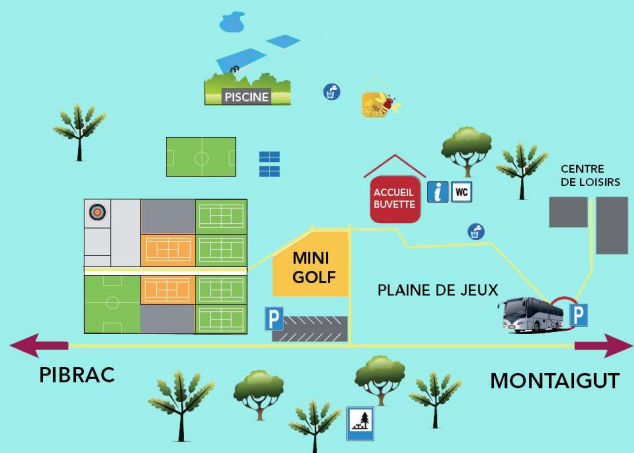 PISCINE
CENTRE
DE LOISIRS
ACCUEIL
BUVETTE
i
WC
MINI
GOLF
PLAINE DE JEUX
P
P
PIBRAC
MONTAIGUT